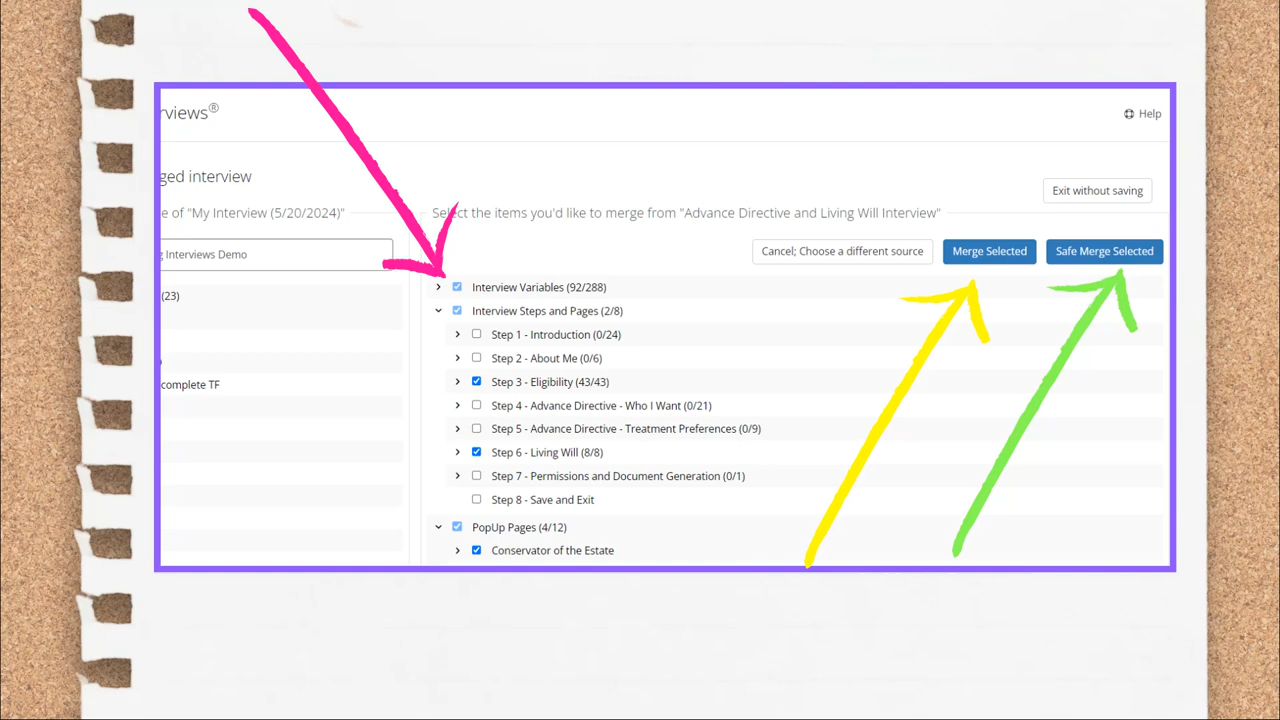 rviews®
Help
ged interview
Exit without saving
e of "My Interview (5/20/2024)"
Select the items you'd like to merge from "Advance Directive and Living Will Interview"
g Interviews Demo
Cancel; Choose a different source
Merge Selected
Safe Merge Selected
(23)
complete TF
Interview Variables (92/288)
Interview Steps and Pages (2/8)
Step 1 - Introduction (0/24)
Step 2 - About Me (0/6)
Step 3 - Eligibility (43/43)
Step 4 - Advance Directive - Who I Want (0/21)
Step 5 - Advance Directive - Treatment Preferences (0/9)
Step 6 - Living Will (8/8)
Step 7 - Permissions and Document Generation (0/1)
Step 8 - Save and Exit
PopUp Pages (4/12)
Conservator of the Estate